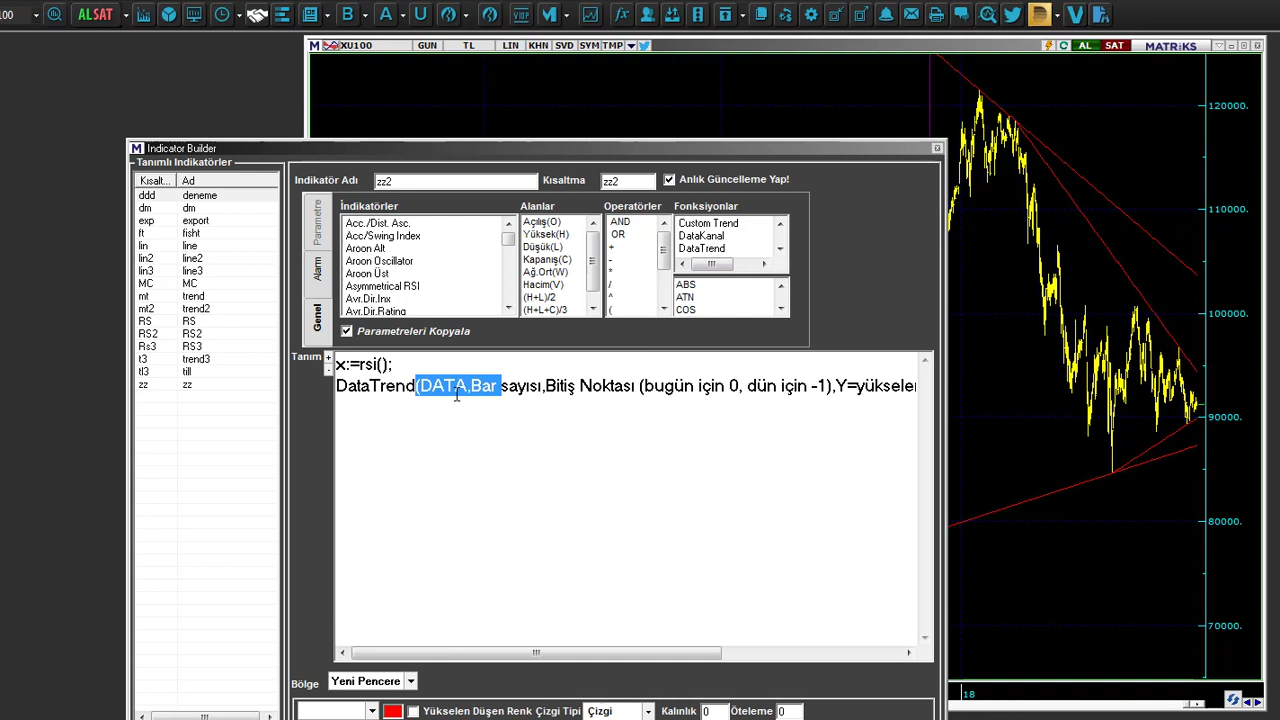 100
ALSAT
B
A
U
VIOP
M
fx
D
V
M
XU100
GUN
TL
LIN
KHN
SVD
SYM
TMP
AL
SAT
MATRiKS
120000.
110000.
100000.
90000.
80000.
70000.
18
M Indicator Builder
Tanımlı Indikatörler
Kısalt...
Ad
ddd deneme
dm dm
exp export
ft fisht
lin line
lin2 line2
lin3 line3
MC MC
mt trend
mt2 trend2
RS RS
RS2 RS2
Rs3 RS3
t3 trend3
tl3 till
zz zz
Indikatör Adı zz2 Kısaltma zz2 Anlık Güncelleme Yap!
Parametre
Alarm
Genel
İndikatörler
Acc./Dist. Asc.
Acc/Swing Index
Aroon Alt
Aroon Oscillator
Aroon Üst
Asymmetrical RSI
Avr.Dir.Inx
Avr.Dir.Rating
Alanlar
Açılış(O)
Yüksek(H)
Düşük(L)
Kapanış(C)
Ağ.Ort(W)
Hacim(V)
(H+L)/2
(H+L+C)/3
Operatörler
AND
OR
+
-
*
/
^
(
Fonksiyonlar
Custom Trend
DataKanal
DataTrend
ABS
ATN
COS
Parametreleri Kopyala
Tanım
+
-
x:=rsi();
DataTrend(DATA,Bar sayısı,Bitiş Noktası (bugün için 0, dün için -1),Y=yükselen
Bölge Yeni Pencere
Yükselen Düşen Renk Çizgi Tipi Çizgi Kalınlık 0 Öteleme 0